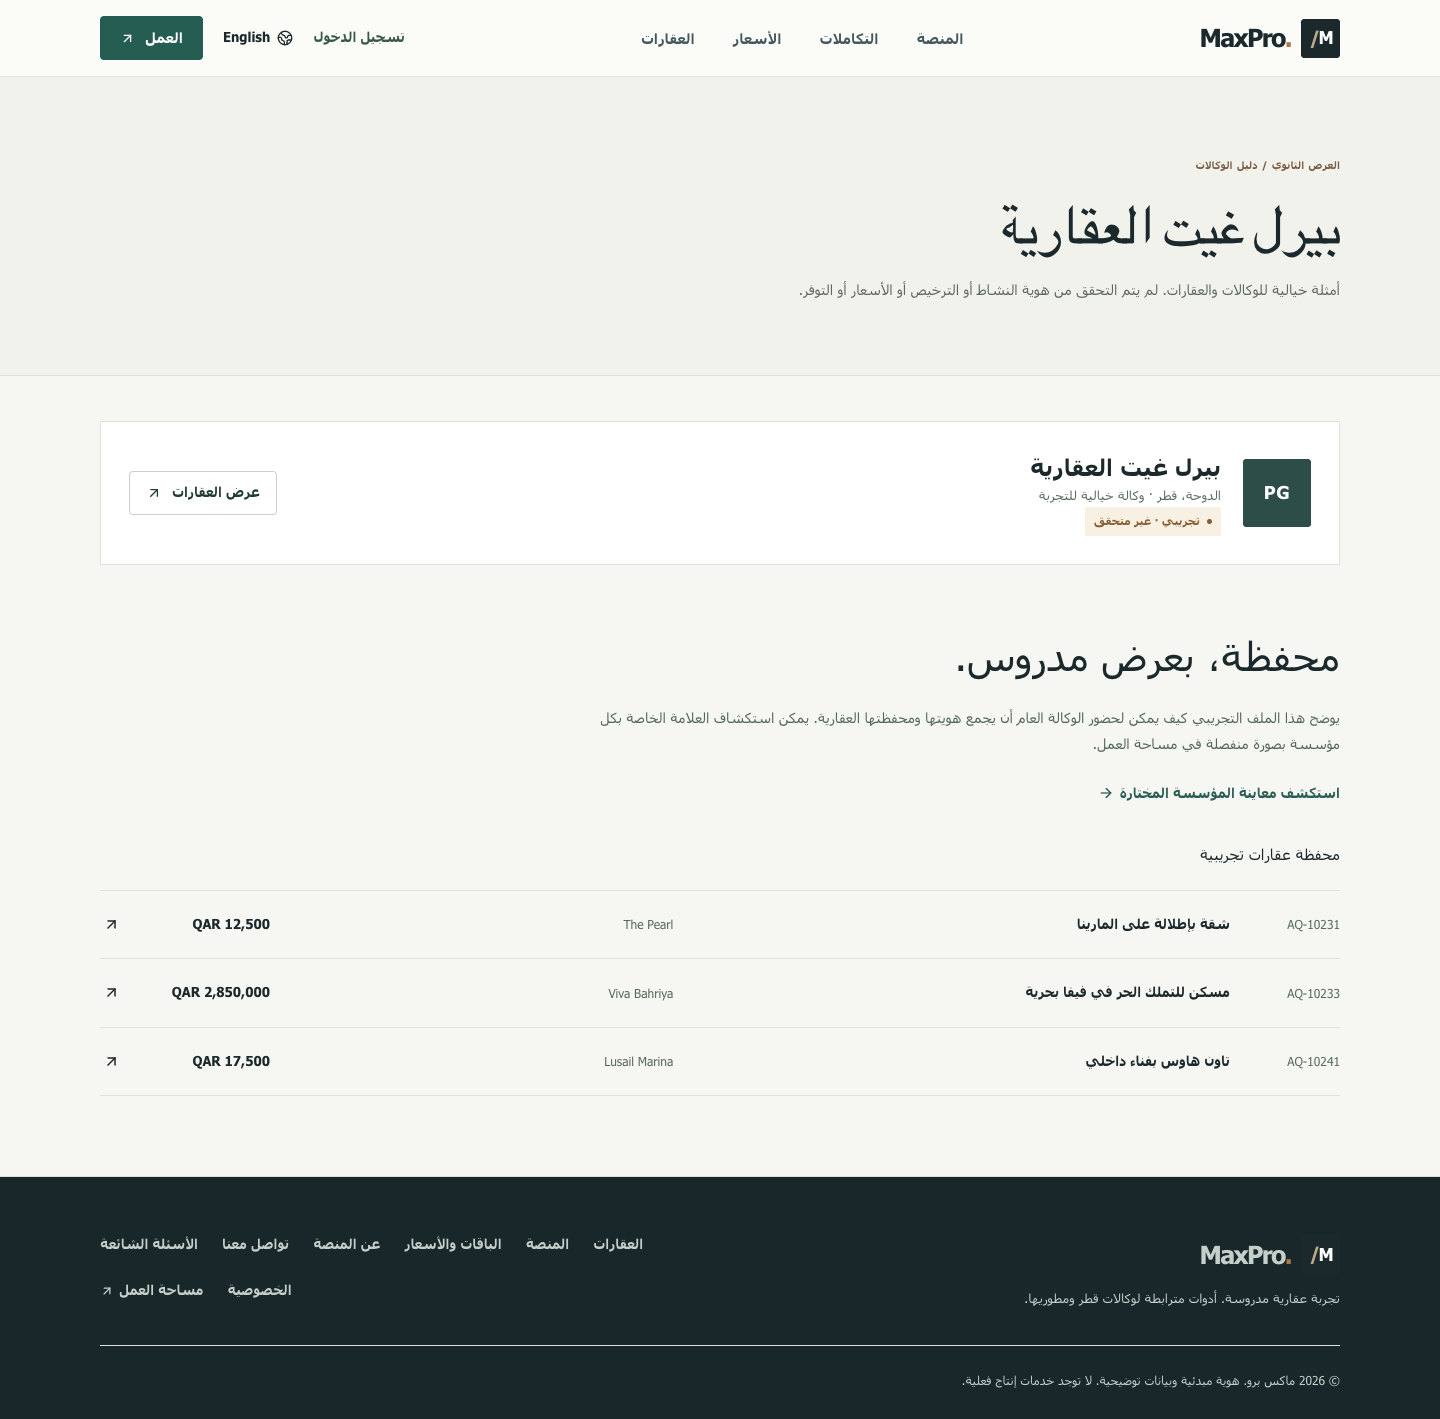 M/ MaxPro.
المنصة
التكاملات
الأسعار
العقارات
تسجيل الدخول
English
العمل
العرض الثانوي / دليل الوكالات
بيرل غيت العقارية
أمثلة خيالية للوكالات والعقارات. لم يتم التحقق من هوية النشاط أو الترخيص أو الأسعار أو التوفر.
PG
بيرل غيت العقارية
الدوحة، قطر · وكالة خيالية للتجربة
تجريبي · غير متحقق
عرض العقارات
محفظة، بعرض مدروس.
يوضح هذا الملف التجريبي كيف يمكن لحضور الوكالة العام أن يجمع هويتها ومحفظتها العقارية. يمكن استكشاف العلامة الخاصة بكل
مؤسسة بصورة منفصلة في مساحة العمل.
استكشف معاينة المؤسسة المختارة
محفظة عقارات تجريبية
AQ-10231 شقة بإطلالة على المارينا The Pearl QAR 12,500
AQ-10233 مسكن للتملك الحر في فيفا بحرية Viva Bahriya QAR 2,850,000
AQ-10241 تاون هاوس بفناء داخلي Lusail Marina QAR 17,500
M/ MaxPro.
تجربة عقارية مدروسة. أدوات مترابطة لوكالات قطر ومطوريها.
العقارات المنصة الباقات والأسعار عن المنصة تواصل معنا الأسئلة الشائعة
الخصوصية مساحة العمل
© 2026 ماكس برو. هوية مبدئية وبيانات توضيحية. لا توجد خدمات إنتاج فعلية.